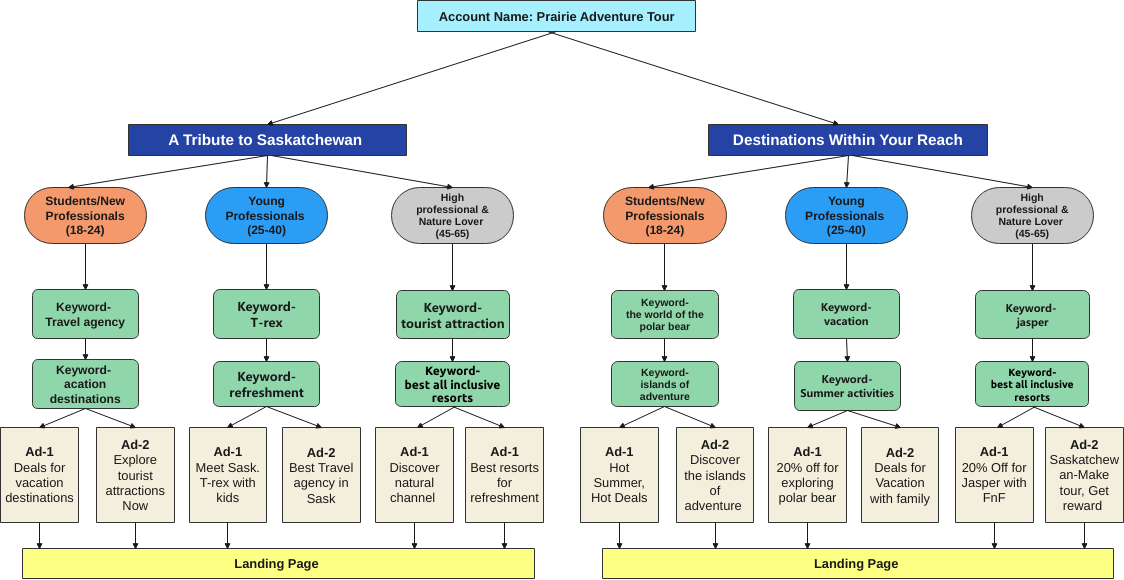 Account Name: Prairie Adventure Tour
A Tribute to Saskatchewan
Destinations Within Your Reach
Students/New
Professionals
(18-24)
Young
Professionals
(25-40)
High
professional &
Nature Lover
(45-65)
Students/New
Professionals
(18-24)
Young
Professionals
(25-40)
High
professional &
Nature Lover
(45-65)
Keyword-
Travel agency
Keyword-
T-rex
Keyword-
tourist attraction
Keyword-
the world of the
polar bear
Keyword-
vacation
Keyword-
jasper
Keyword-
acation
destinations
Keyword-
refreshment
Keyword-
best all inclusive
resorts
Keyword-
islands of
adventure
Keyword-
Summer activities
Keyword-
best all inclusive
resorts
Ad-1
Deals for
vacation
destinations
Ad-2
Explore
tourist
attractions
Now
Ad-1
Meet Sask.
T-rex with
kids
Ad-2
Best Travel
agency in
Sask
Ad-1
Discover
natural
channel
Ad-1
Best resorts
for
refreshment
Ad-1
Hot
Summer,
Hot Deals
Ad-2
Discover
the islands
of
adventure
Ad-1
20% off for
exploring
polar bear
Ad-2
Deals for
Vacation
with family
Ad-1
20% Off for
Jasper with
FnF
Ad-2
Saskatchew
an-Make
tour, Get
reward
Landing Page
Landing Page